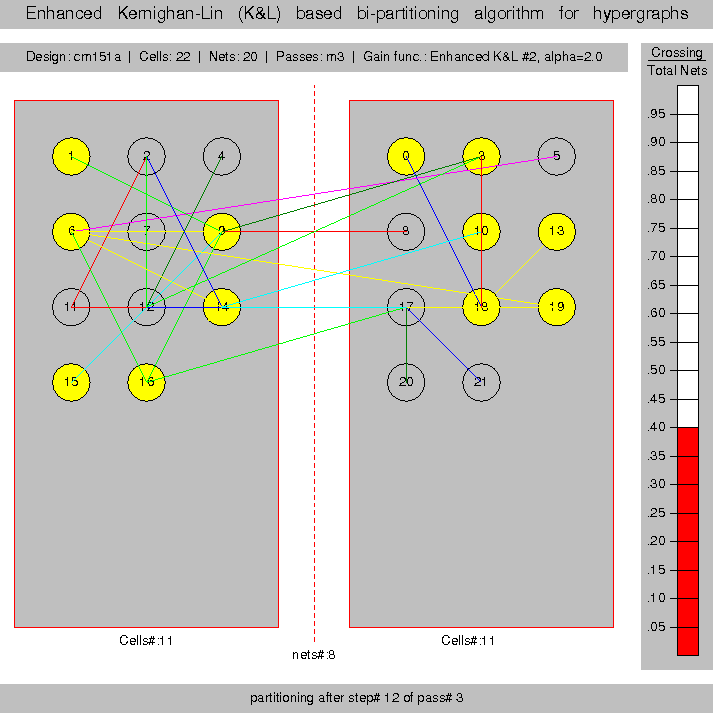 Enhanced Kernighan-Lin (K&L) based bi-partitioning algorithm for hypergraphs
Design: cm151a | Cells: 22 | Nets: 20 | Passes: m3 | Gain func.: Enhanced K&L #2, alpha=2.0
Crossing
Total Nets
.95
.90
.85
.80
.75
.70
.65
.60
.55
.50
.45
.40
.35
.30
.25
.20
.15
.10
.05
1 2 4 0 3 5
6 7 9 8 10 13
11 12 14 17 18 19
15 16 20 21
Cells#:11 Cells#:11
nets#:8
partitioning after step# 12 of pass# 3